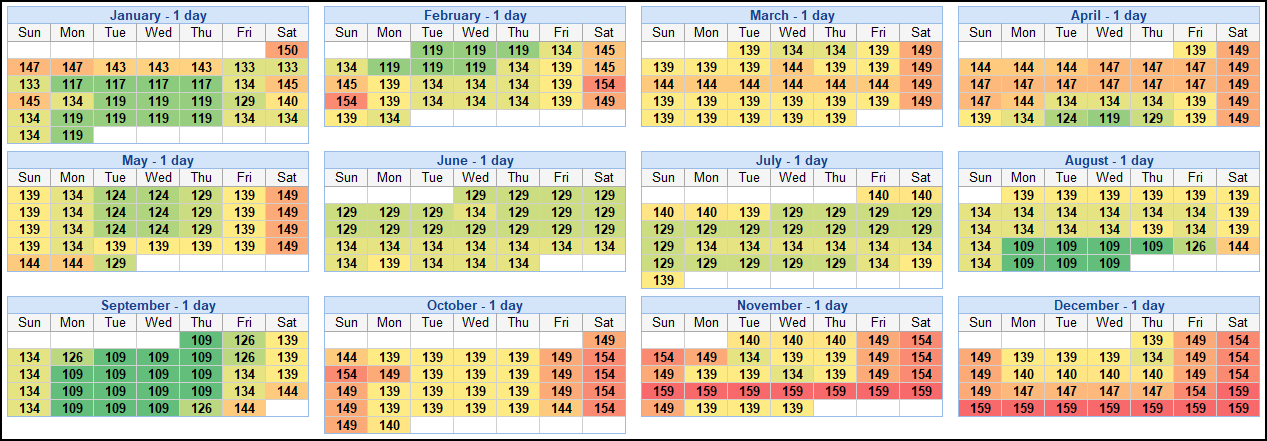 January - 1 day
Sun Mon Tue Wed Thu Fri Sat
150
147 147 143 143 143 133 133
133 117 117 117 117 134 145
145 134 119 119 119 129 140
134 119 119 119 119 134 134
134 119
February - 1 day
Sun Mon Tue Wed Thu Fri Sat
119 119 119 134 145
134 119 119 119 134 139 145
145 139 134 134 134 139 154
154 139 134 134 134 139 149
139 134
March - 1 day
Sun Mon Tue Wed Thu Fri Sat
139 134 134 139 149
139 139 139 144 139 139 149
144 144 144 144 144 144 149
139 139 139 139 139 139 149
139 139 139 139 139
April - 1 day
Sun Mon Tue Wed Thu Fri Sat
139 149
144 144 144 147 147 147 149
147 147 147 147 147 147 149
147 144 134 134 134 139 149
139 134 124 119 129 139 149
May - 1 day
Sun Mon Tue Wed Thu Fri Sat
139 134 124 124 129 139 149
139 134 124 124 129 139 149
139 134 124 124 129 139 149
139 134 139 139 139 139 149
144 144 129
June - 1 day
Sun Mon Tue Wed Thu Fri Sat
129 129 129 129
129 129 129 134 129 129 129
129 129 129 129 129 129 129
134 134 134 134 134 134 134
134 139 134 134 134
July - 1 day
Sun Mon Tue Wed Thu Fri Sat
140 140
140 140 139 129 129 129 129
129 129 129 129 129 129 129
129 134 134 134 134 134 134
129 129 129 129 129 134 139
139
August - 1 day
Sun Mon Tue Wed Thu Fri Sat
139 139 139 139 139 139
134 134 134 134 134 134 139
134 134 134 134 139 134 139
134 109 109 109 109 126 144
134 109 109 109
September - 1 day
Sun Mon Tue Wed Thu Fri Sat
109 126 139
134 126 109 109 109 126 139
134 109 109 109 109 134 139
134 109 109 109 109 134 144
134 109 109 109 126 144
October - 1 day
Sun Mon Tue Wed Thu Fri Sat
149
144 139 139 139 139 149 154
154 149 139 139 139 149 154
149 139 139 139 139 149 154
149 139 139 139 139 144 154
149 140
November - 1 day
Sun Mon Tue Wed Thu Fri Sat
140 140 140 149 154
154 149 134 139 139 149 154
149 139 139 134 139 149 154
159 159 159 159 159 159 159
149 139 139 139
December - 1 day
Sun Mon Tue Wed Thu Fri Sat
139 149 154
149 139 139 139 134 149 154
149 140 140 140 140 149 154
149 147 147 147 149 154 159
159 159 159 159 159 159 159